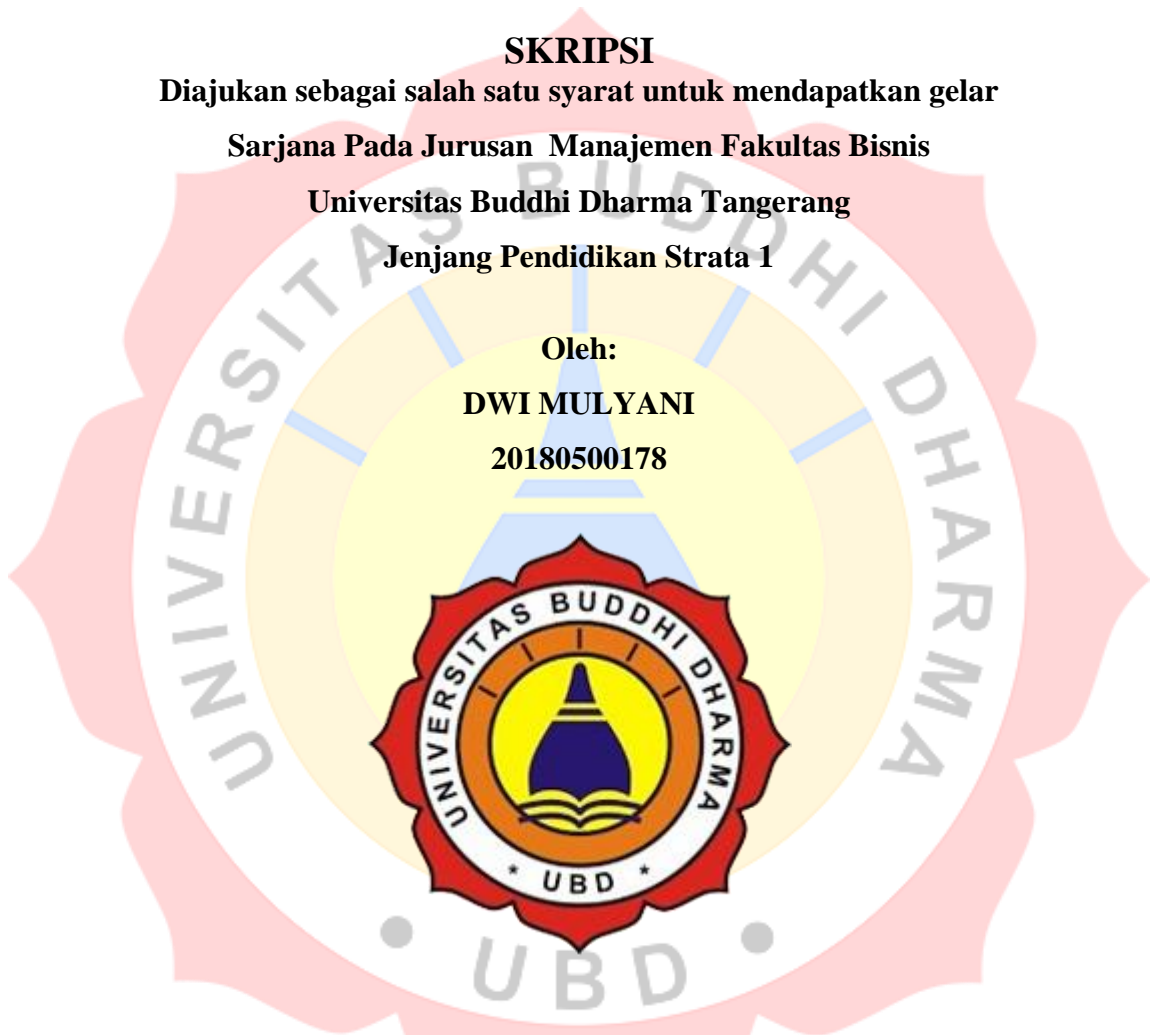 SKRIPSI
Diajukan sebagai salah satu syarat untuk mendapatkan gelar
Sarjana Pada Jurusan  Manajemen Fakultas Bisnis
Universitas Buddhi Dharma Tangerang
Jenjang Pendidikan Strata 1
Oleh:
DWI MULYANI
20180500178
UNIVERSITAS BUDDHI DHARMA
* UBD *
UNIVERSITAS BUDDHI DHARMA
• UBD •